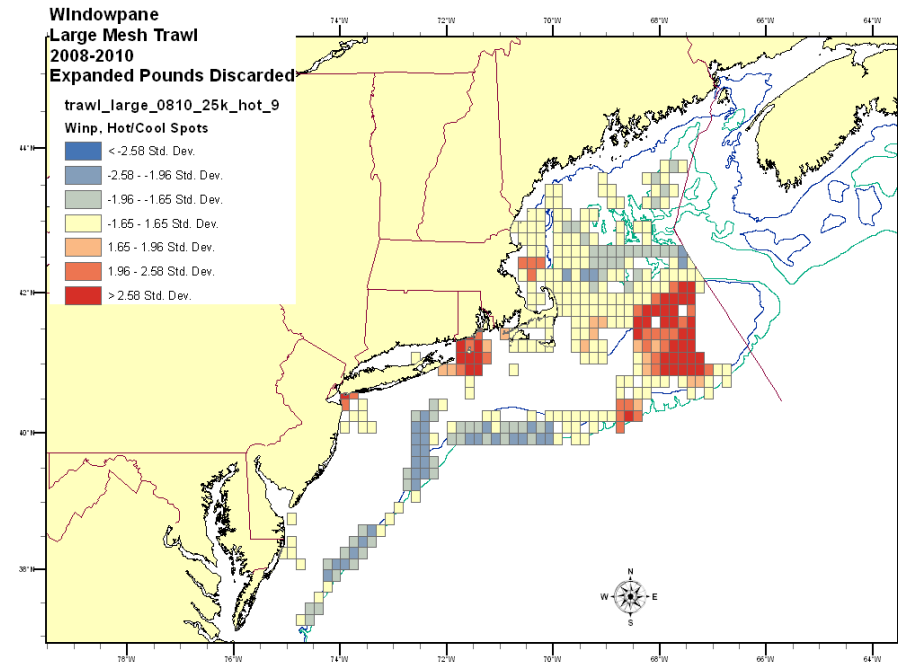 74°W 72°W 70°W 68°W 66°W 64°W
WIndowpane
Large Mesh Trawl
2008-2010
Expanded Pounds Discarded
trawl_large_0810_25k_hot_9
Winp, Hot/Cool Spots
< -2.58 Std. Dev.
-2.58 - -1.96 Std. Dev.
-1.96 - -1.65 Std. Dev.
-1.65 - 1.65 Std. Dev.
1.65 - 1.96 Std. Dev.
1.96 - 2.58 Std. Dev.
> 2.58 Std. Dev.
44°N
42°N
40°N
38°N
N
W E
S
78°W 76°W 74°W 72°W 70°W 68°W 66°W 64°W